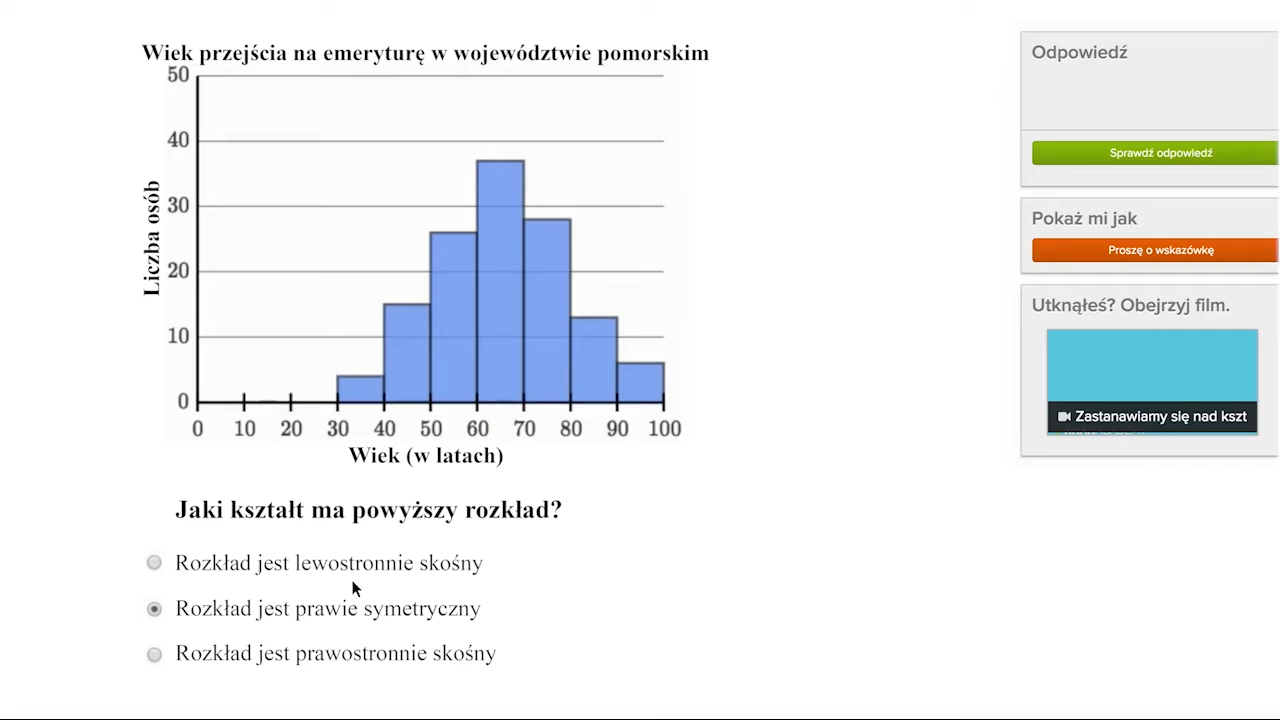 Wiek przejścia na emeryturę w województwie pomorskim
50
40
30
20
10
0
Liczba osób
0 10 20 30 40 50 60 70 80 90 100
Wiek (w latach)
Jaki kształt ma powyższy rozkład?
Rozkład jest lewostronnie skośny
Rozkład jest prawie symetryczny
Rozkład jest prawostronnie skośny
Odpowiedź
Sprawdź odpowiedź
Pokaż mi jak
Proszę o wskazówkę
Utknąłeś? Obejrzyj film.
Zastanawiamy się nad kszt